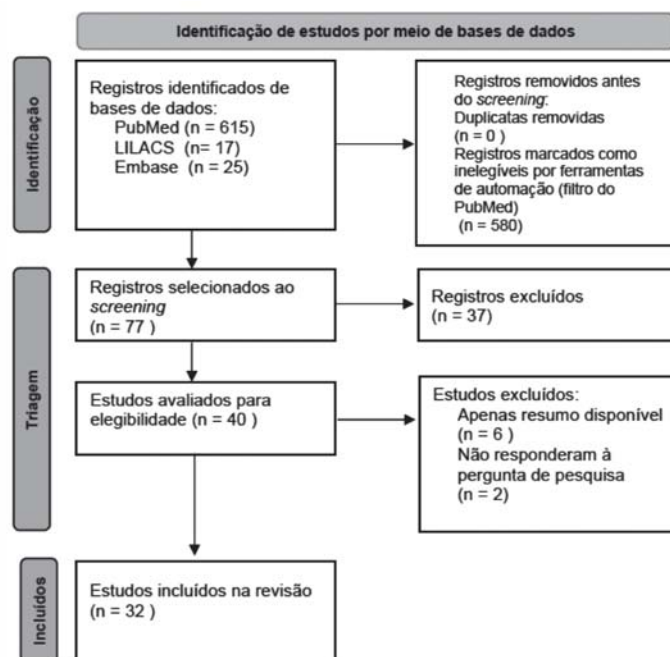 Identificação de estudos por meio de bases de dados
Identificação
Registros identificados de
bases de dados:
PubMed (n = 615)
LILACS (n= 17)
Embase (n = 25)
Registros removidos antes
do screening:
Duplicatas removidas
(n = 0 )
Registros marcados como
inelegíveis por ferramentas
de automação (filtro do
PubMed)
(n = 580)
Triagem
Registros selecionados ao
screening
(n = 77 )
Registros excluídos
(n = 37)
Estudos avaliados para
elegibilidade (n = 40 )
Estudos excluídos:
Apenas resumo disponível
(n = 6 )
Não responderam à
pergunta de pesquisa
(n = 2)
Incluídos
Estudos incluídos na revisão
(n = 32 )